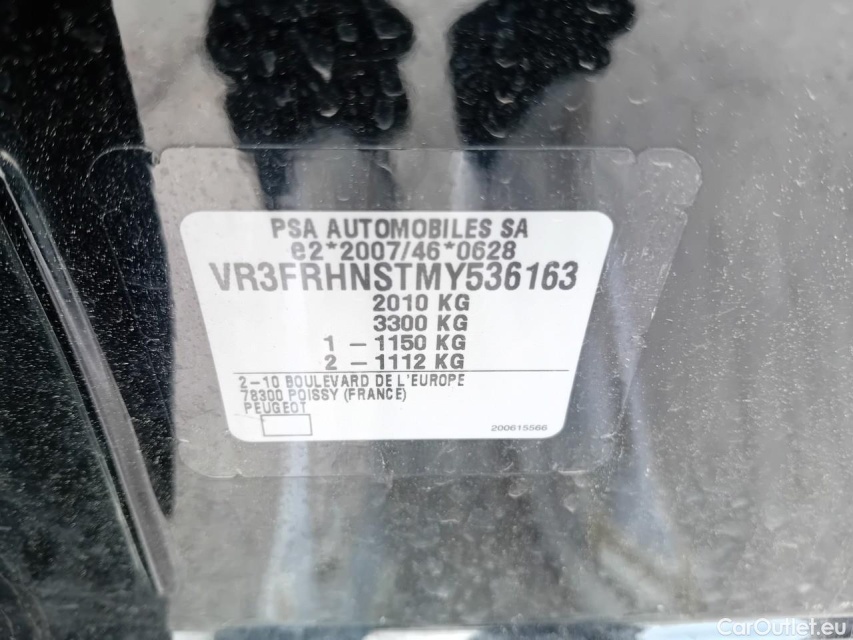 PSA AUTOMOBILES SA
e2*2007/46*0628
VR3FRHNSTMY536163
2010 KG
3300 KG
1 – 1150 KG
2 – 1112 KG
2–10 BOULEVARD DE L'EUROPE
78300 POISSY (FRANCE)
PEUGEOT
200615566
CarOutlet.eu